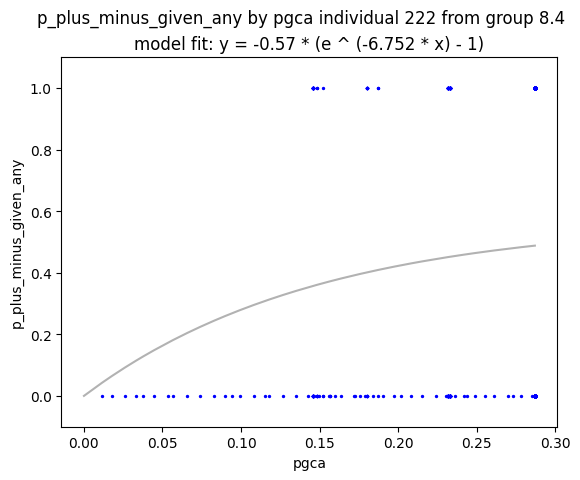 p_plus_minus_given_any by pgca individual 222 from group 8.4
model fit: y = -0.57 * (e ^ (-6.752 * x) - 1)
1.0
0.8
0.6
0.4
0.2
0.0
p_plus_minus_given_any
0.00 0.05 0.10 0.15 0.20 0.25 0.30
pgca